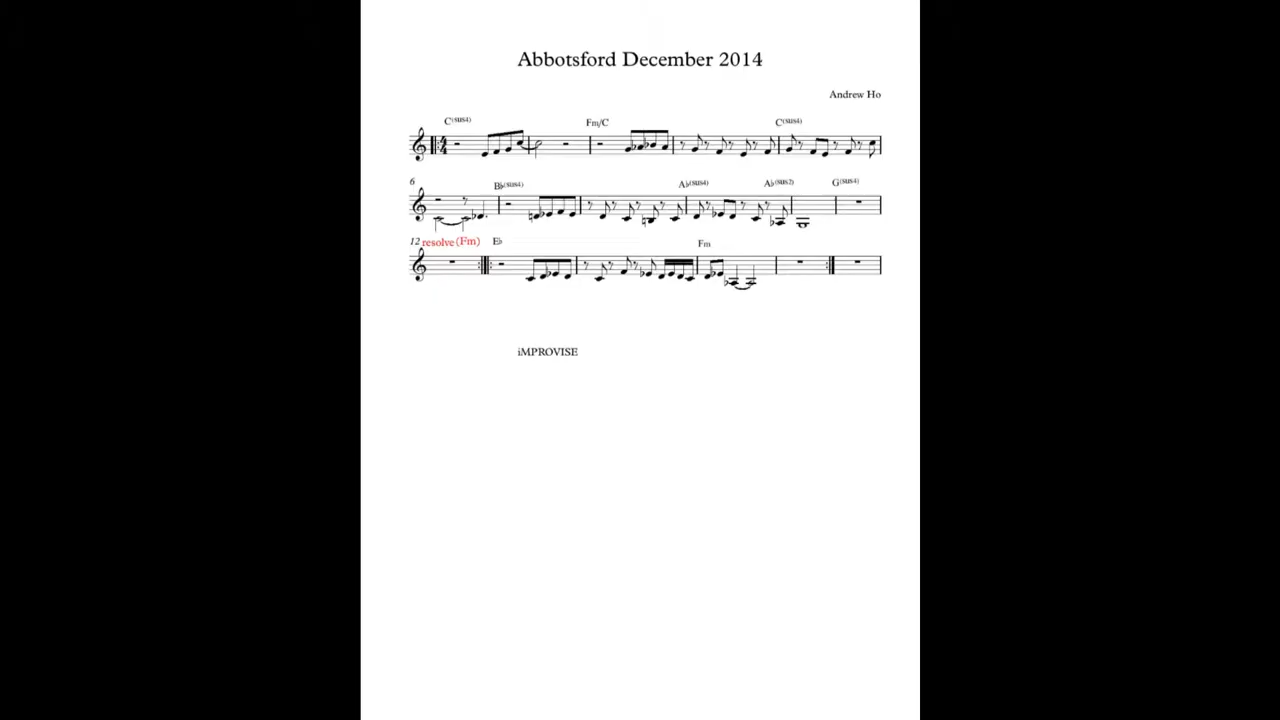 Abbotsford December 2014
Andrew Ho
C(sus4) Fm/C C(sus4)
6 B♭(sus4) A♭(sus4) A♭(sus2) G(sus4)
12 resolve (Fm) E♭ Fm
iMPROVISE